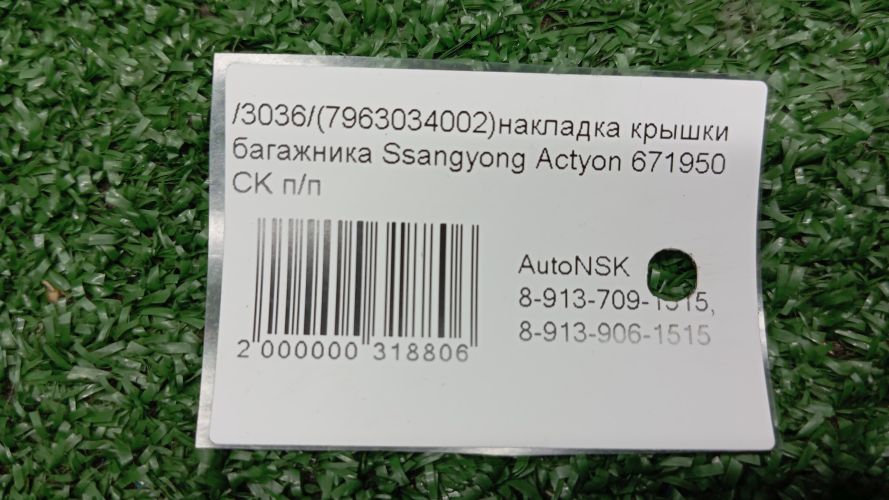 /3036/(7963034002)накладка крышки
багажника Ssangyong Actyon 671950
СК п/п
AutoNSK
8-913-709-1515,
8-913-906-1515
2 000000 318806